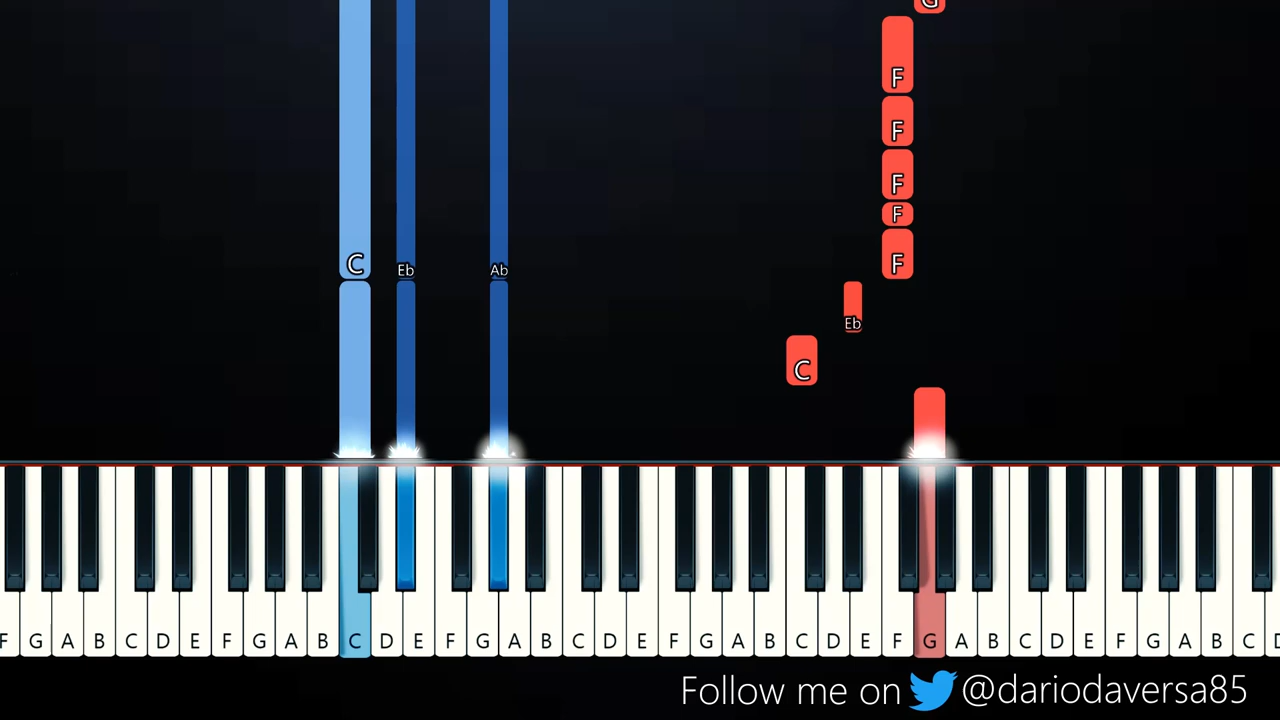 G
F
F
F
F
C Eb Ab F
Eb
C
F G A B C D E F G A B C D E F G A B C D E F G A B C D E F G A B C D E F G A B C D
Follow me on @dariodaversa85